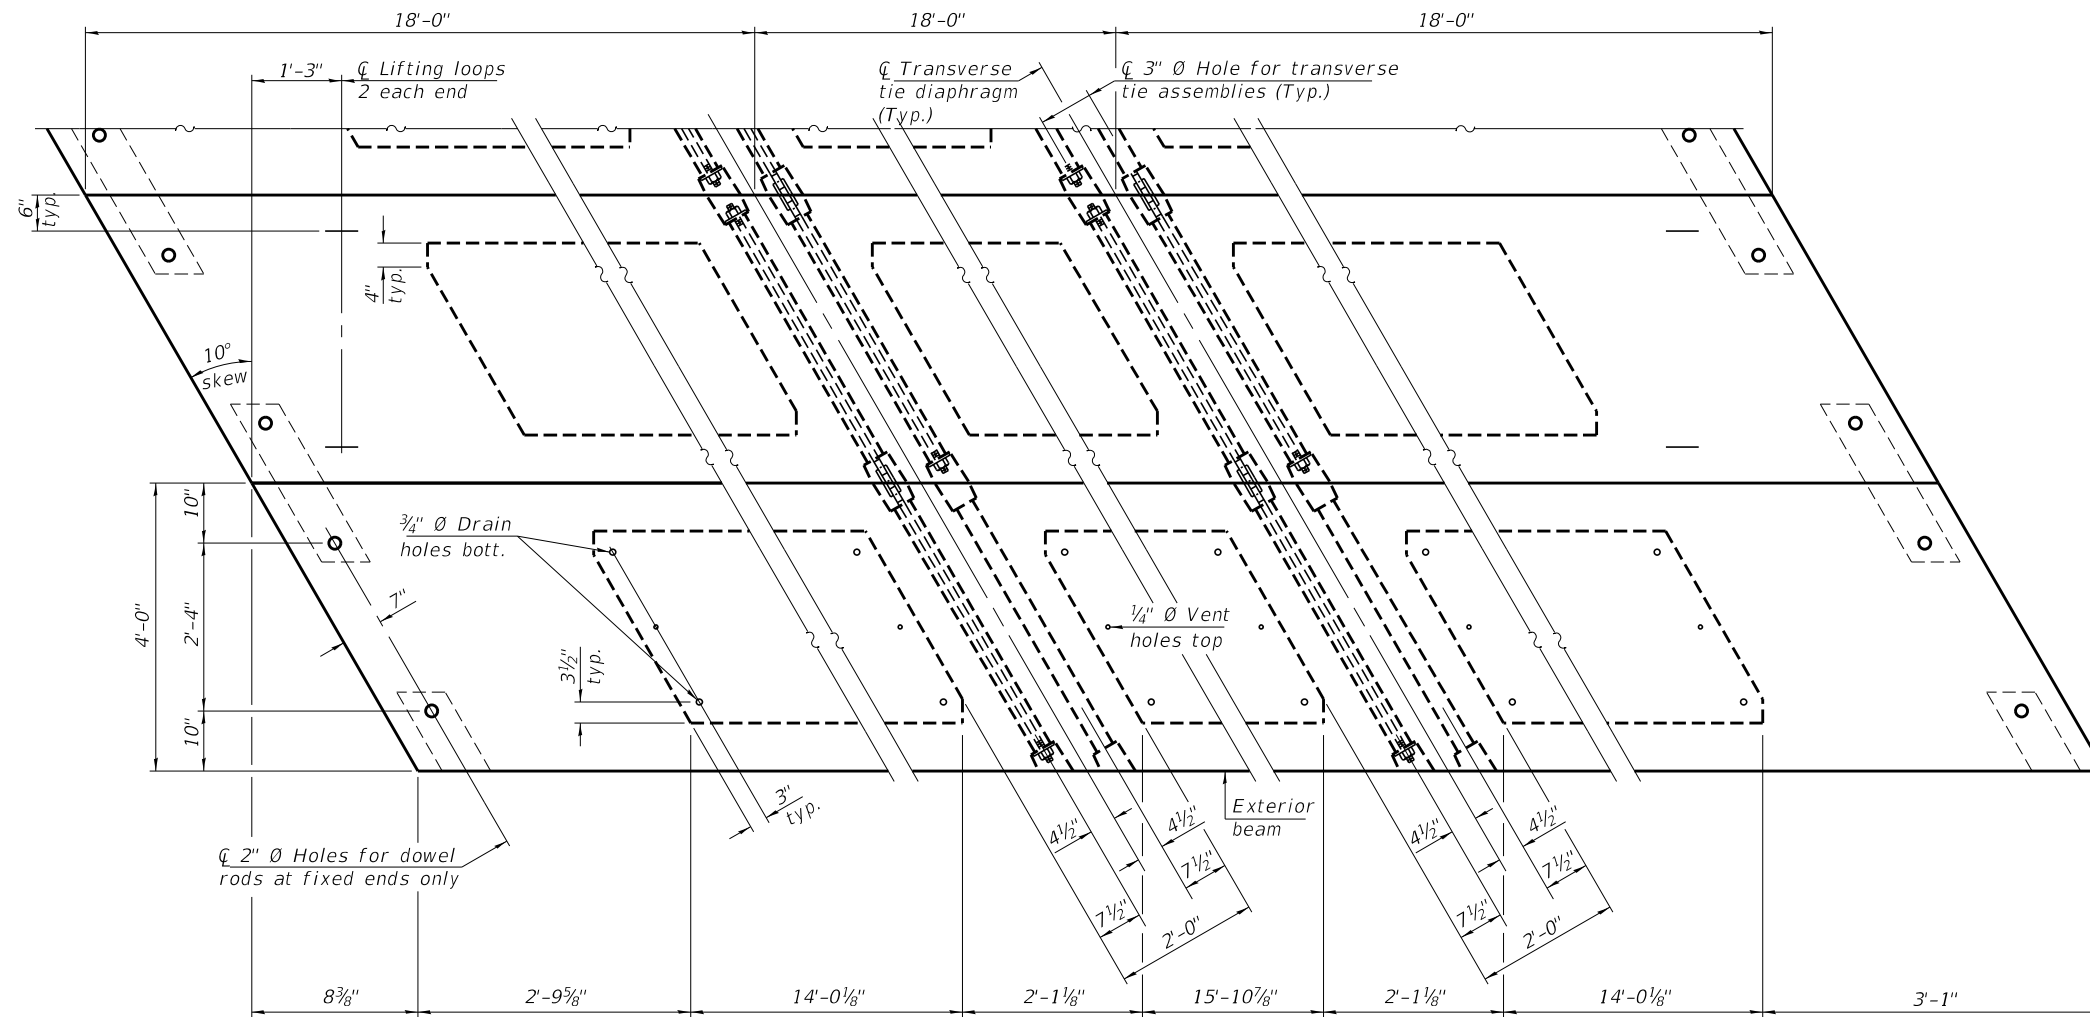 18'-0"
18'-0"
18'-0"
1'-3"
℄ Lifting loops
2 each end
℄ Transverse
tie diaphragm
(Typ.)
℄ 3" Ø Hole for transverse
tie assemblies (Typ.)
6"
typ.
4"
typ.
10°
skew
10"
2'-4"
10"
4'-0"
¾" Ø Drain
holes bott.
7"
3½"
typ.
¼" Ø Vent
holes top
3"
typ.
Exterior
beam
℄ 2" Ø Holes for dowel
rods at fixed ends only
4½"
4½"
7½"
7½"
2'-0"
4½"
4½"
7½"
7½"
2'-0"
8⅜"
2'-9⅝"
14'-0⅛"
2'-1⅛"
15'-10⅞"
2'-1⅛"
14'-0⅛"
3'-1"